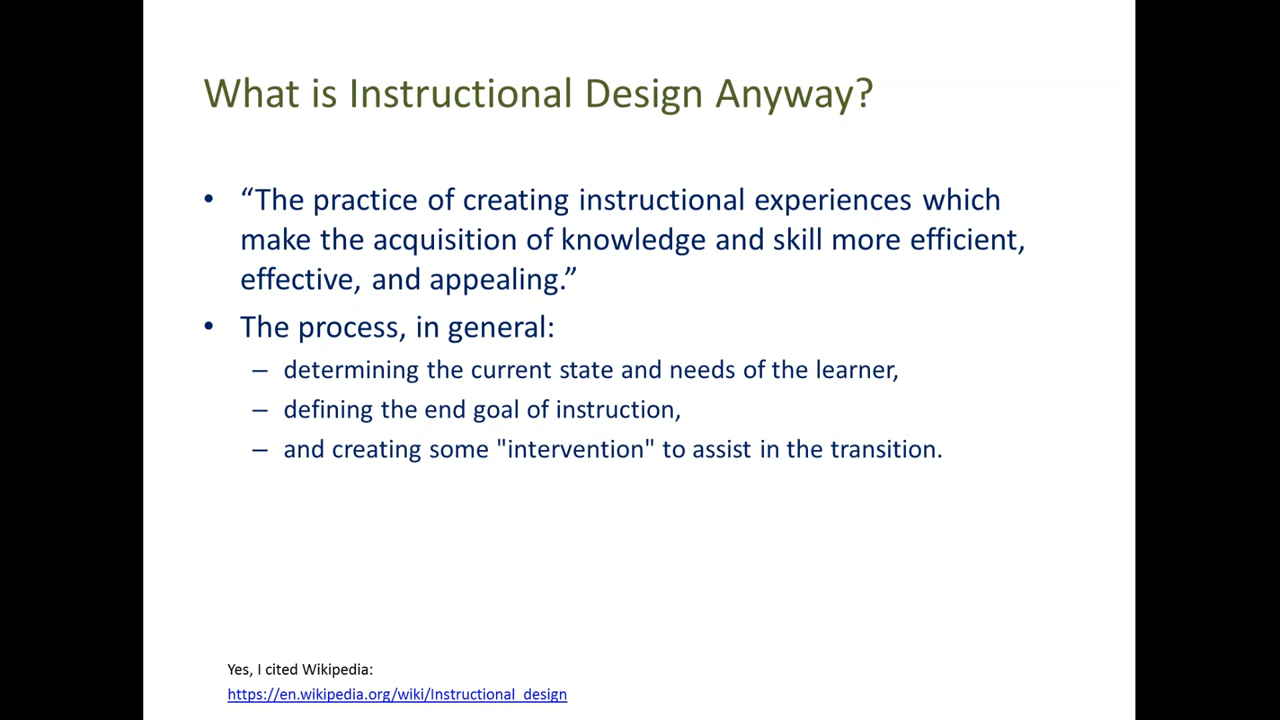 What is Instructional Design Anyway?
• “The practice of creating instructional experiences which
make the acquisition of knowledge and skill more efficient,
effective, and appealing.”
• The process, in general:
– determining the current state and needs of the learner,
– defining the end goal of instruction,
– and creating some "intervention" to assist in the transition.
Yes, I cited Wikipedia:
https://en.wikipedia.org/wiki/Instructional_design